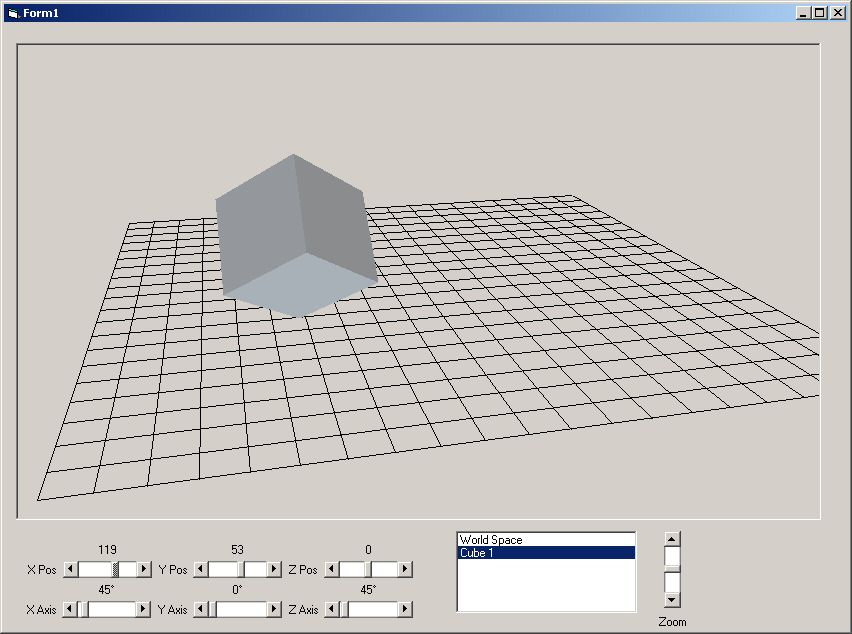 Form1
119 53 0
X Pos Y Pos Z Pos
45° 0° 45°
X Axis Y Axis Z Axis
World Space
Cube 1
Zoom